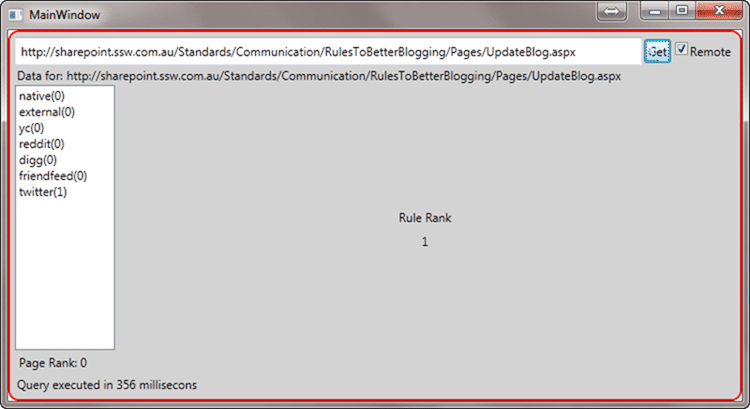 MainWindow
http://sharepoint.ssw.com.au/Standards/Communication/RulesToBetterBlogging/Pages/UpdateBlog.aspx Get Remote
Data for: http://sharepoint.ssw.com.au/Standards/Communication/RulesToBetterBlogging/Pages/UpdateBlog.aspx
native(0)
external(0)
yc(0)
reddit(0)
digg(0)
friendfeed(0)
twitter(1)
Rule Rank
1
Page Rank: 0
Query executed in 356 millisecons